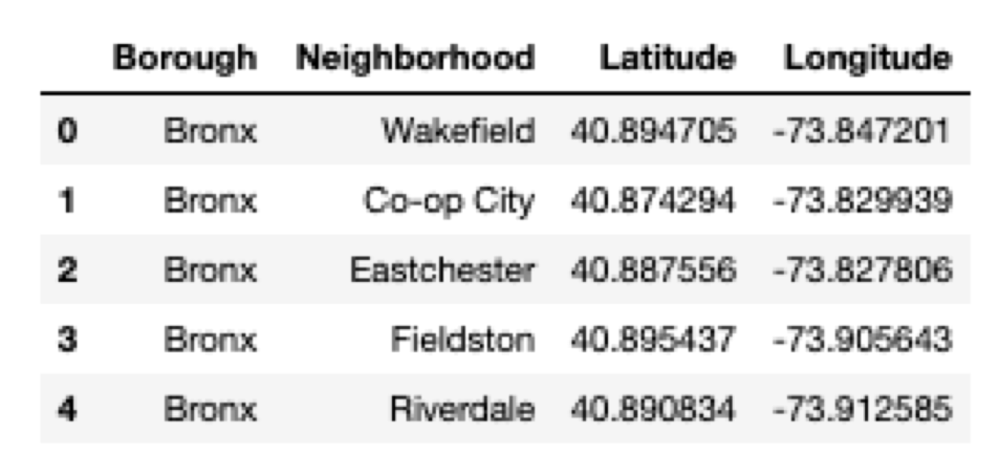 Borough Neighborhood Latitude Longitude
0 Bronx Wakefield 40.894705 -73.847201
1 Bronx Co-op City 40.874294 -73.829939
2 Bronx Eastchester 40.887556 -73.827806
3 Bronx Fieldston 40.895437 -73.905643
4 Bronx Riverdale 40.890834 -73.912585